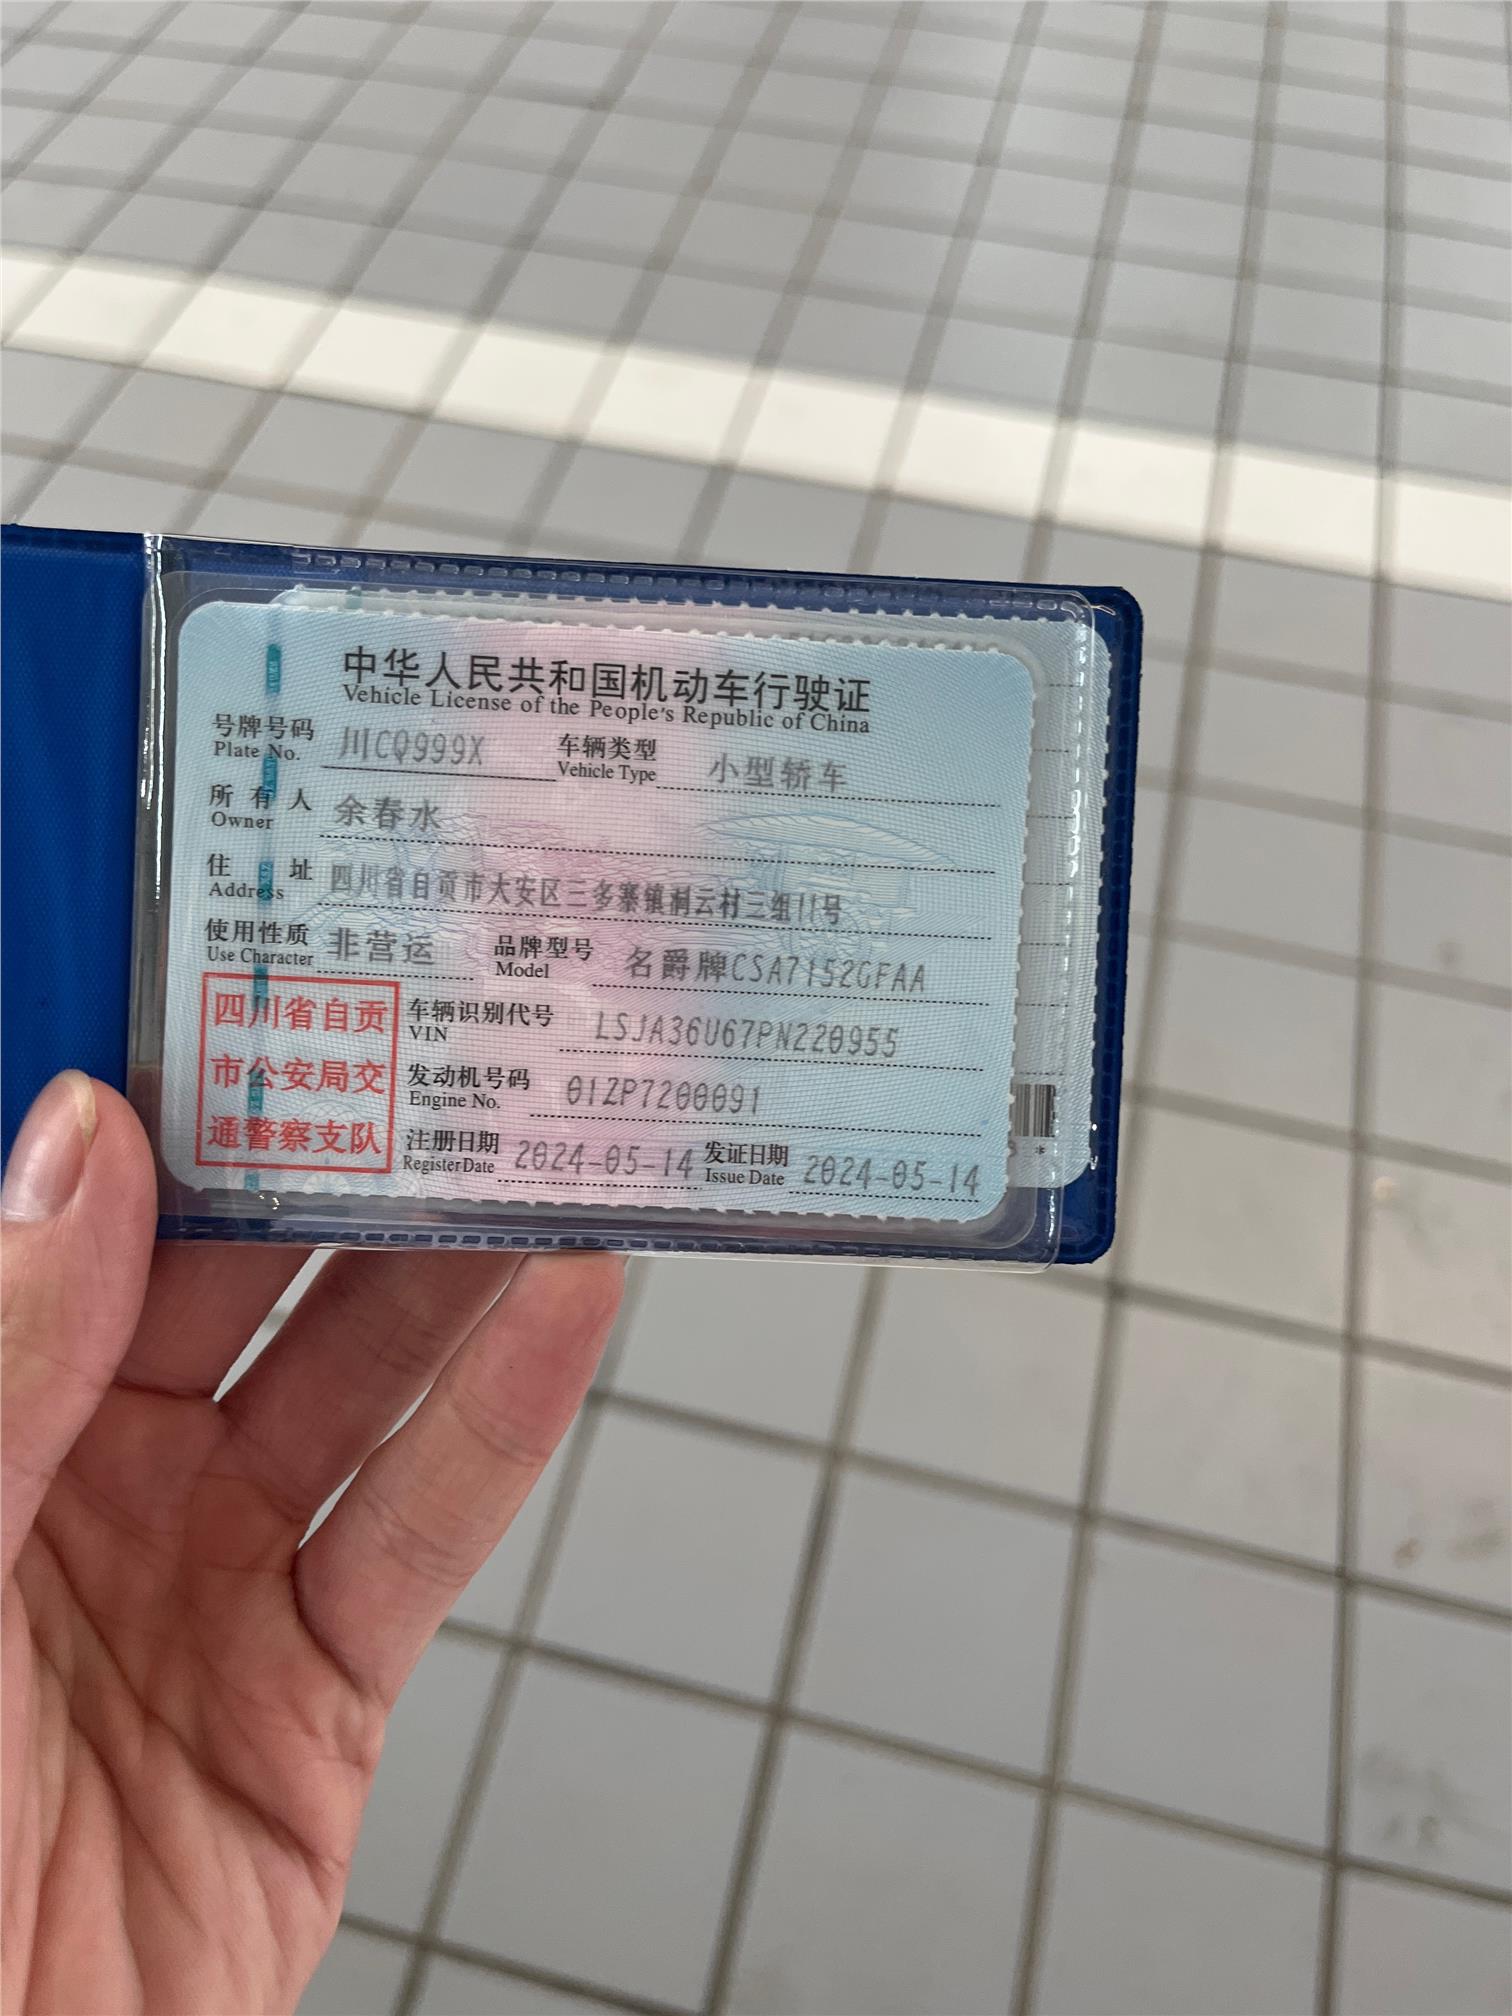 中华人民共和国机动车行驶证
Vehicle License of the People's Republic of China
号牌号码 川CQ999X 车辆类型 小型轿车
Plate No. Vehicle Type
所有人 余春水
Owner
住址 四川省自贡市大安区三多寨镇洞云村三组11号
Address
使用性质 非营运 品牌型号 名爵牌CSA7152GFAA
Use Character Model
四川省自贡
市公安局交
通警察支队
车辆识别代号 LSJA36U67PN220955
VIN
发动机号码 01ZP7200091
Engine No.
注册日期 2024-05-14 发证日期 2024-05-14
Register Date Issue Date